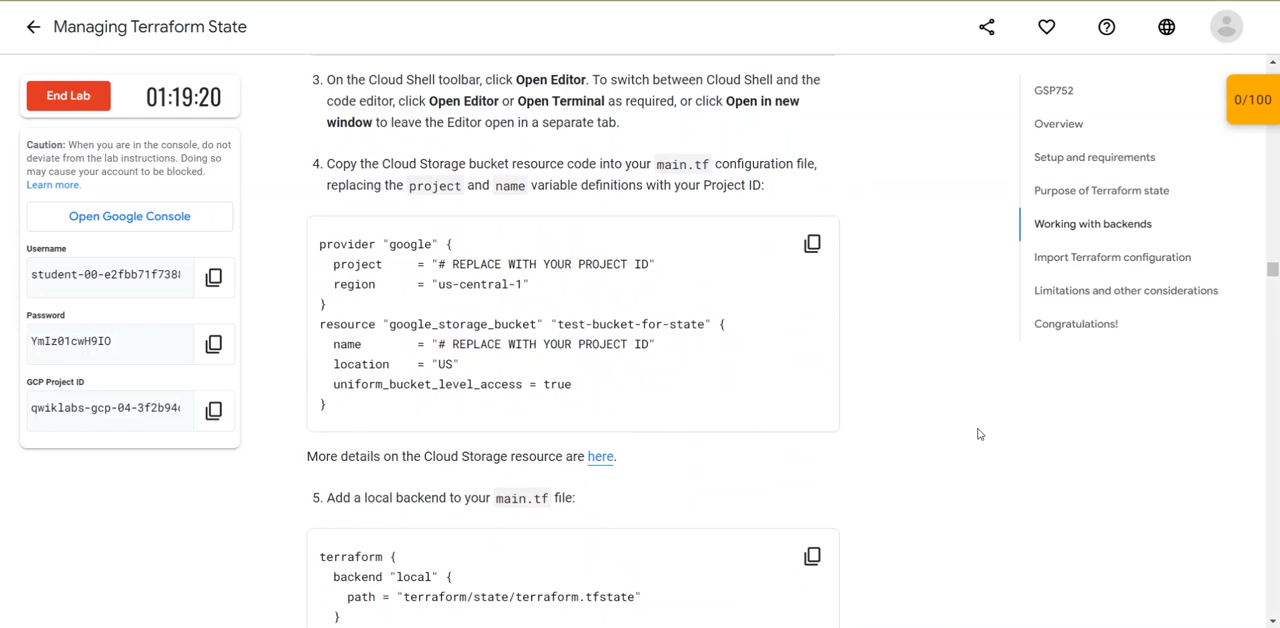 Managing Terraform State
End Lab
01:19:20
Caution: When you are in the console, do not
deviate from the lab instructions. Doing so
may cause your account to be blocked.
Learn more.
Open Google Console
Username
student-00-e2fbb71f738
Password
YmIz01cwH9IO
GCP Project ID
qwiklabs-gcp-04-3f2b94
3. On the Cloud Shell toolbar, click Open Editor. To switch between Cloud Shell and the
code editor, click Open Editor or Open Terminal as required, or click Open in new
window to leave the Editor open in a separate tab.
4. Copy the Cloud Storage bucket resource code into your main.tf configuration file,
replacing the project and name variable definitions with your Project ID:
provider "google" {
project = "# REPLACE WITH YOUR PROJECT ID"
region = "us-central-1"
}
resource "google_storage_bucket" "test-bucket-for-state" {
name = "# REPLACE WITH YOUR PROJECT ID"
location = "US"
uniform_bucket_level_access = true
}
More details on the Cloud Storage resource are here.
5. Add a local backend to your main.tf file:
terraform {
backend "local" {
path = "terraform/state/terraform.tfstate"
}
GSP752
Overview
Setup and requirements
Purpose of Terraform state
Working with backends
Import Terraform configuration
Limitations and other considerations
Congratulations!
0/100